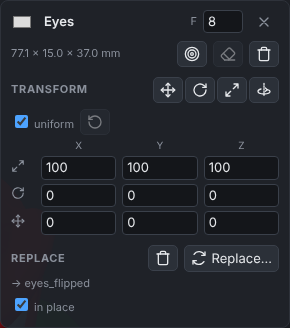 Eyes F 8
77.1 × 15.0 × 37.0 mm
TRANSFORM
uniform
X Y Z
100 100 100
0 0 0
0 0 0
REPLACE Replace...
→ eyes_flipped
in place